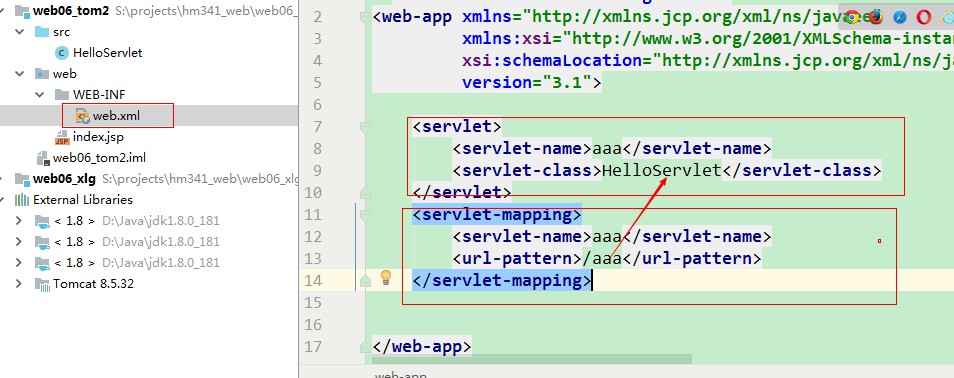 web06_tom2 S:\projects\hm341_web\web06_
src
HelloServlet
web
WEB-INF
web.xml
index.jsp
web06_tom2.iml
web06_xlg S:\projects\hm341_web\web06_xlg
External Libraries
< 1.8 > D:\Java\jdk1.8.0_181
< 1.8 > D:\Java\jdk1.8.0_181
< 1.8 > D:\Java\jdk1.8.0_181
Tomcat 8.5.32
2 <web-app xmlns="http://xmlns.jcp.org/xml/ns/javaee"
3 xmlns:xsi="http://www.w3.org/2001/XMLSchema-instan
4 xsi:schemaLocation="http://xmlns.jcp.org/xml/ns/ja
5 version="3.1">
6
7 <servlet>
8 <servlet-name>aaa</servlet-name>
9 <servlet-class>HelloServlet</servlet-class>
10 </servlet>
11 <servlet-mapping>
12 <servlet-name>aaa</servlet-name>
13 <url-pattern>/aaa</url-pattern>
14 </servlet-mapping>
15
16
17 </web-app>
web-app